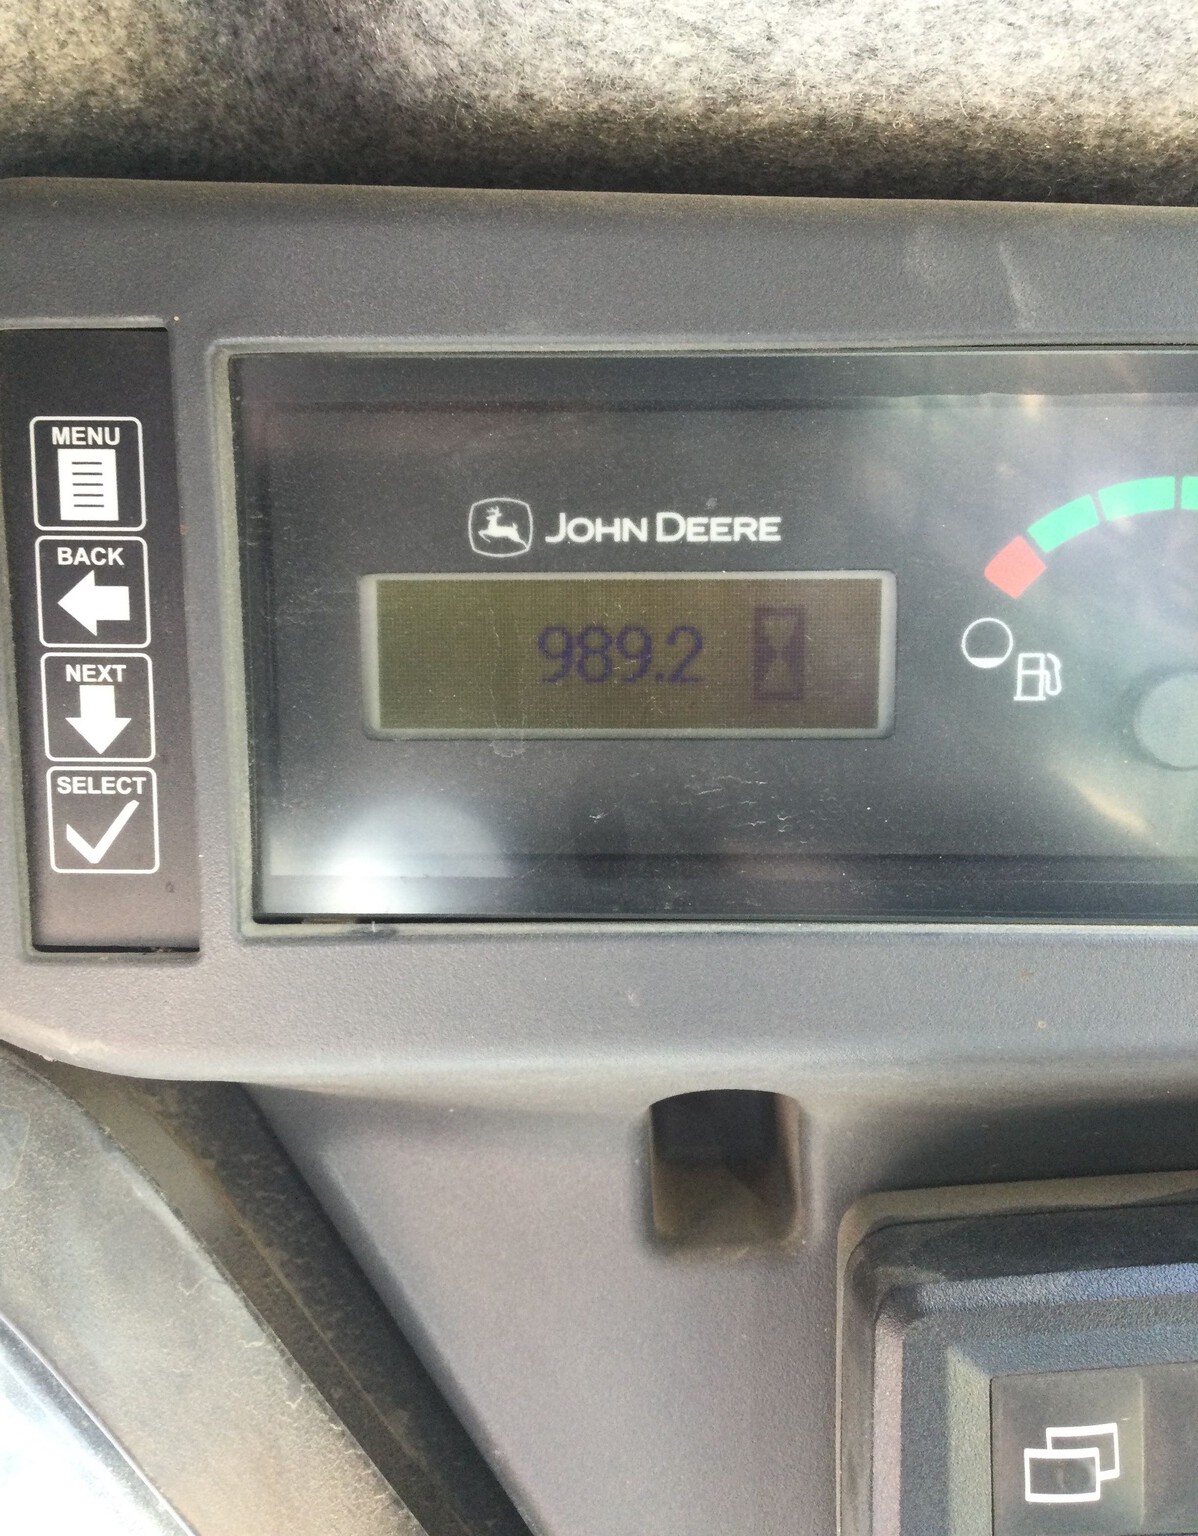 MENU
BACK
NEXT
SELECT
JOHN DEERE
989.2